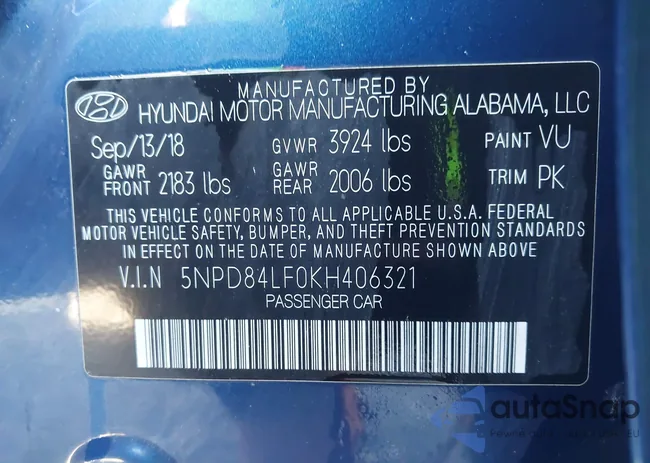 MANUFACTURED BY
HYUNDAI MOTOR MANUFACTURING ALABAMA, LLC
Sep/13/18 GVWR 3924 lbs PAINT VU
GAWR FRONT 2183 lbs GAWR REAR 2006 lbs TRIM PK
THIS VEHICLE CONFORMS TO ALL APPLICABLE U.S.A. FEDERAL
MOTOR VEHICLE SAFETY, BUMPER, AND THEFT PREVENTION STANDARDS
IN EFFECT ON THE DATE OF MANUFACTURE SHOWN ABOVE
V.I.N 5NPD84LF0KH406321
PASSENGER CAR
autoSnap